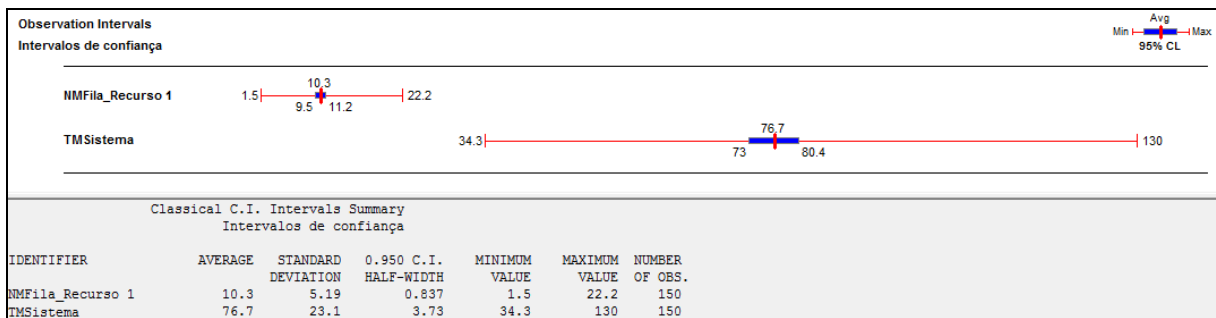 Observation Intervals
Intervalos de confiança
Avg
Min Max
95% CL
NMFila_Recurso 1 1.5 10.3 22.2
9.5 11.2
TMSistema 34.3 76.7 130
73 80.4
Classical C.I. Intervals Summary
Intervalos de confiança
IDENTIFIER AVERAGE STANDARD 0.950 C.I. MINIMUM MAXIMUM NUMBER
DEVIATION HALF-WIDTH VALUE VALUE OF OBS.
NMFila_Recurso 1 10.3 5.19 0.837 1.5 22.2 150
TMSistema 76.7 23.1 3.73 34.3 130 150